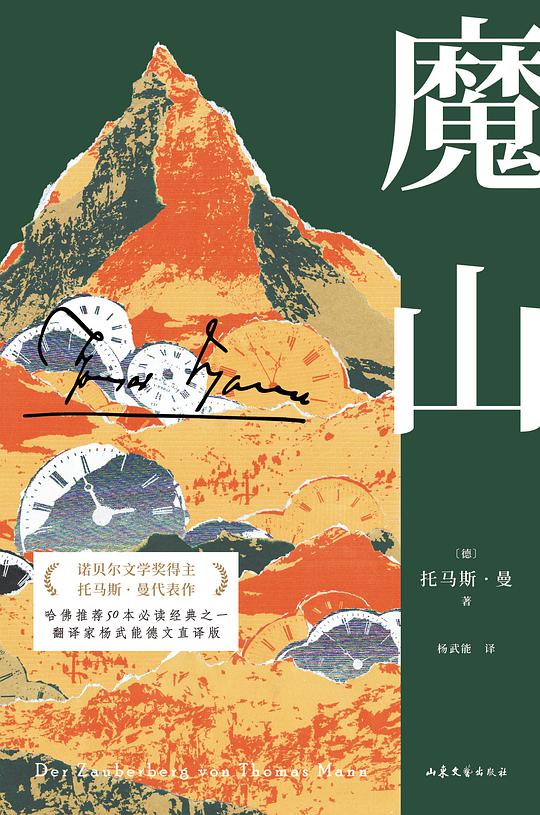 魔
山
Thomas Mann
〔德〕
托马斯·曼
著
杨武能 译
诺贝尔文学奖得主
托马斯·曼代表作
哈佛推荐50本必读经典之一
翻译家杨武能德文直译版
Der Zauberberg von Thomas Mann
山东文艺出版社